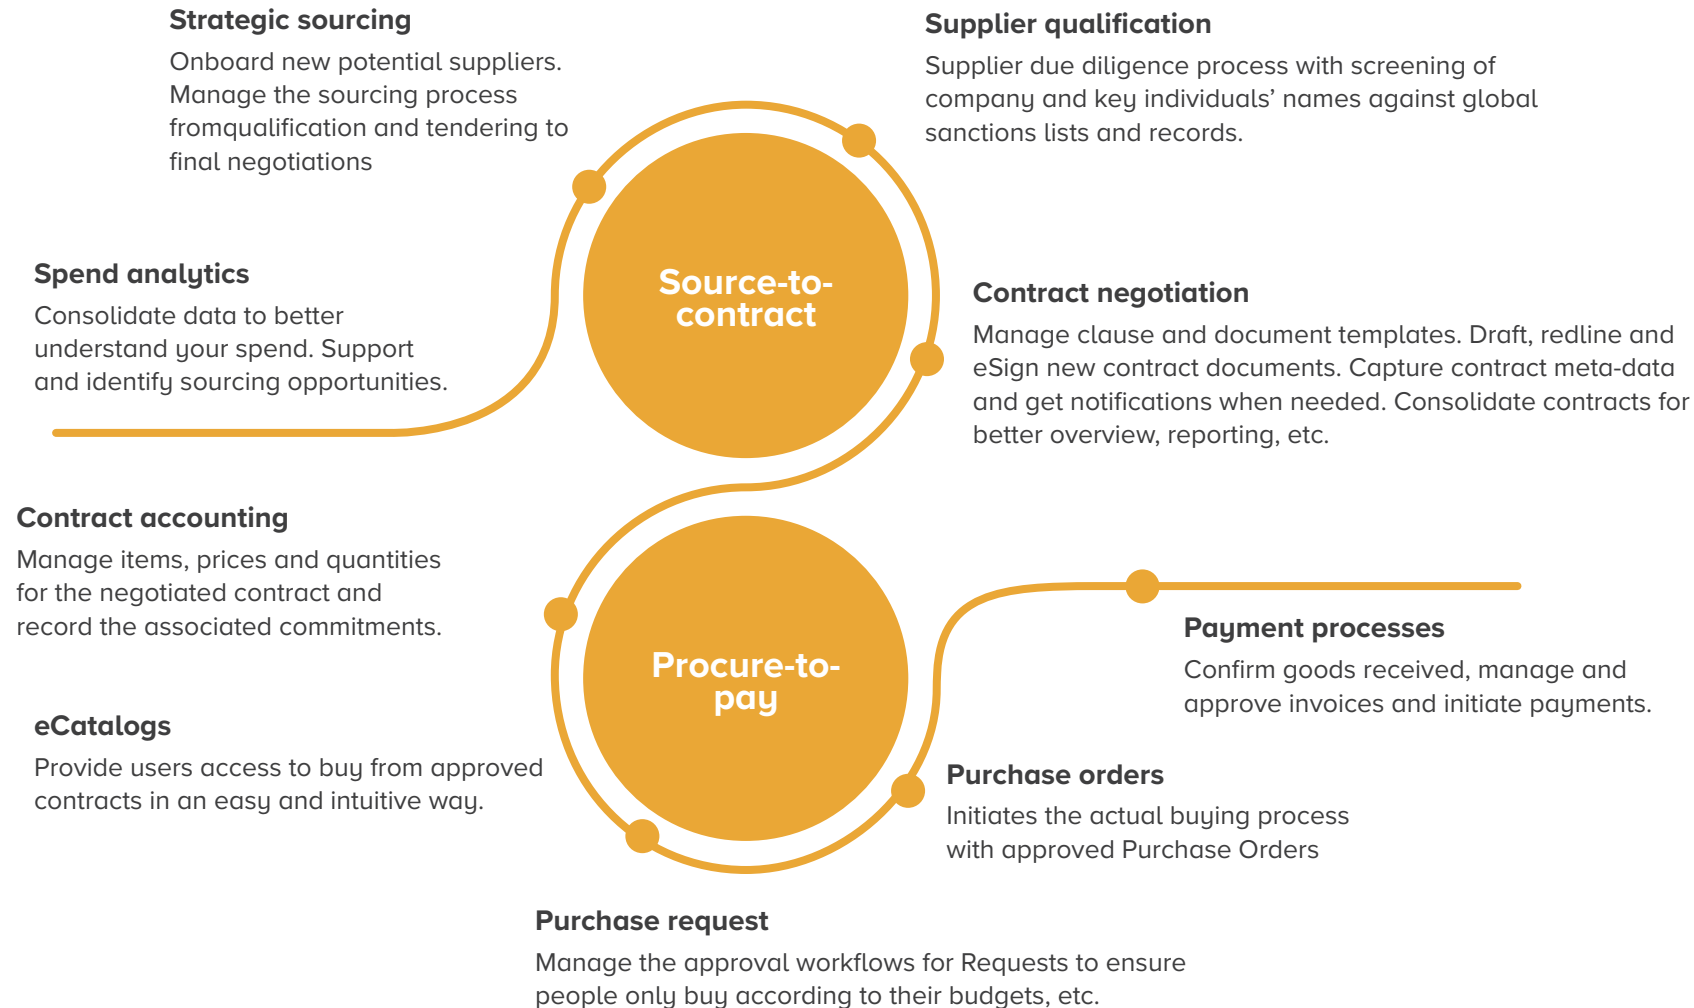 Strategic sourcing
Onboard new potential suppliers.
Manage the sourcing process
fromqualification and tendering to
final negotiations
Supplier qualification
Supplier due diligence process with screening of
company and key individuals’ names against global
sanctions lists and records.
Spend analytics
Consolidate data to better
understand your spend. Support
and identify sourcing opportunities.
Source-to-
contract
Contract negotiation
Manage clause and document templates. Draft, redline and
eSign new contract documents. Capture contract meta-data
and get notifications when needed. Consolidate contracts for
better overview, reporting, etc.
Contract accounting
Manage items, prices and quantities
for the negotiated contract and
record the associated commitments.
Procure-to-
pay
Payment processes
Confirm goods received, manage and
approve invoices and initiate payments.
eCatalogs
Provide users access to buy from approved
contracts in an easy and intuitive way.
Purchase orders
Initiates the actual buying process
with approved Purchase Orders
Purchase request
Manage the approval workflows for Requests to ensure
people only buy according to their budgets, etc.